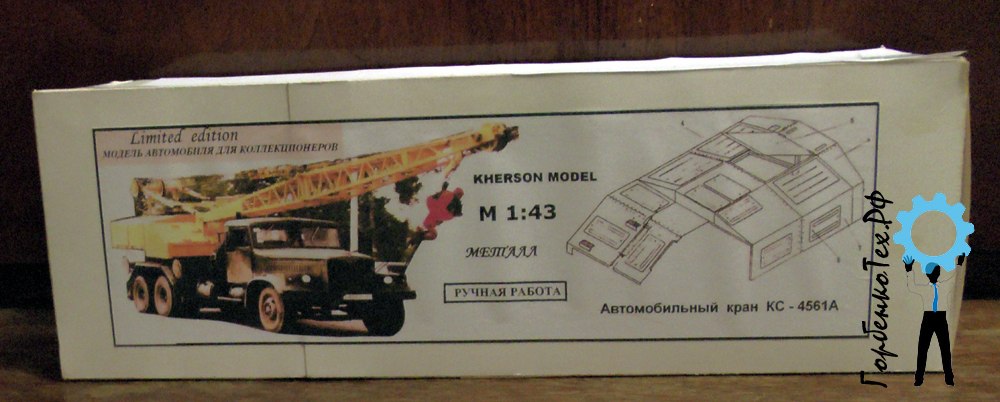 Limited edition
МОДЕЛЬ АВТОМОБИЛЯ ДЛЯ КОЛЛЕКЦИОНЕРОВ
KHERSON MODEL
М 1:43
МЕТАЛЛ
РУЧНАЯ РАБОТА
Автомобильный кран КС - 4561А
ГорбенкоТех.РФ